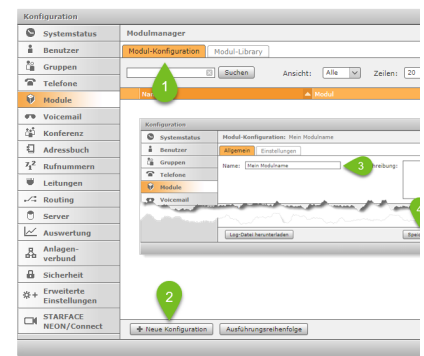 Konfiguration
Systemstatus
Benutzer
Gruppen
Telefone
Module
Voicemail
Konferenz
Adressbuch
Rufnummern
Leitungen
Routing
Server
Auswertung
Anlagen-
verbund
Sicherheit
Erweiterte
Einstellungen
STARFACE
NEON/Connect
Modulmanager
Modul-Konfiguration Modul-Library
Suchen Ansicht: Alle Zeilen: 20
1
Modul
Konfiguration
Systemstatus
Benutzer
Gruppen
Telefone
Module
Voicemail
Modul-Konfiguration: Mein Modulname
Allgemein Einstellungen
Name: Mein Modulname 3
Log-Datei herunterladen
2
+ Neue Konfiguration Ausführungsreihenfolge